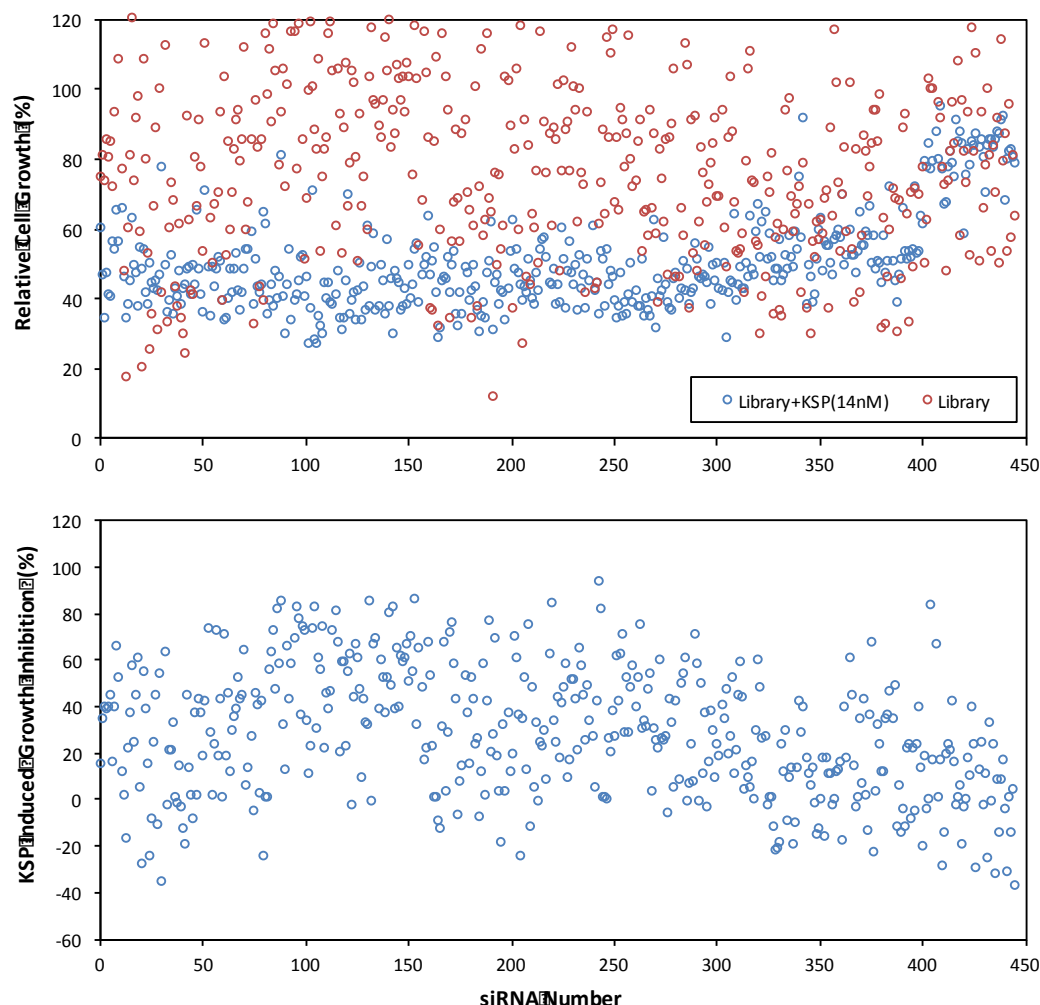 120
100
80
60
40
20
0
Relative Cell Growth (%)
Library+KSP(14nM) Library
0 50 100 150 200 250 300 350 400 450
120
100
80
60
40
20
0
-20
-40
-60
KSP Induced Growth Inhibition (%)
0 50 100 150 200 250 300 350 400 450
siRNA Number